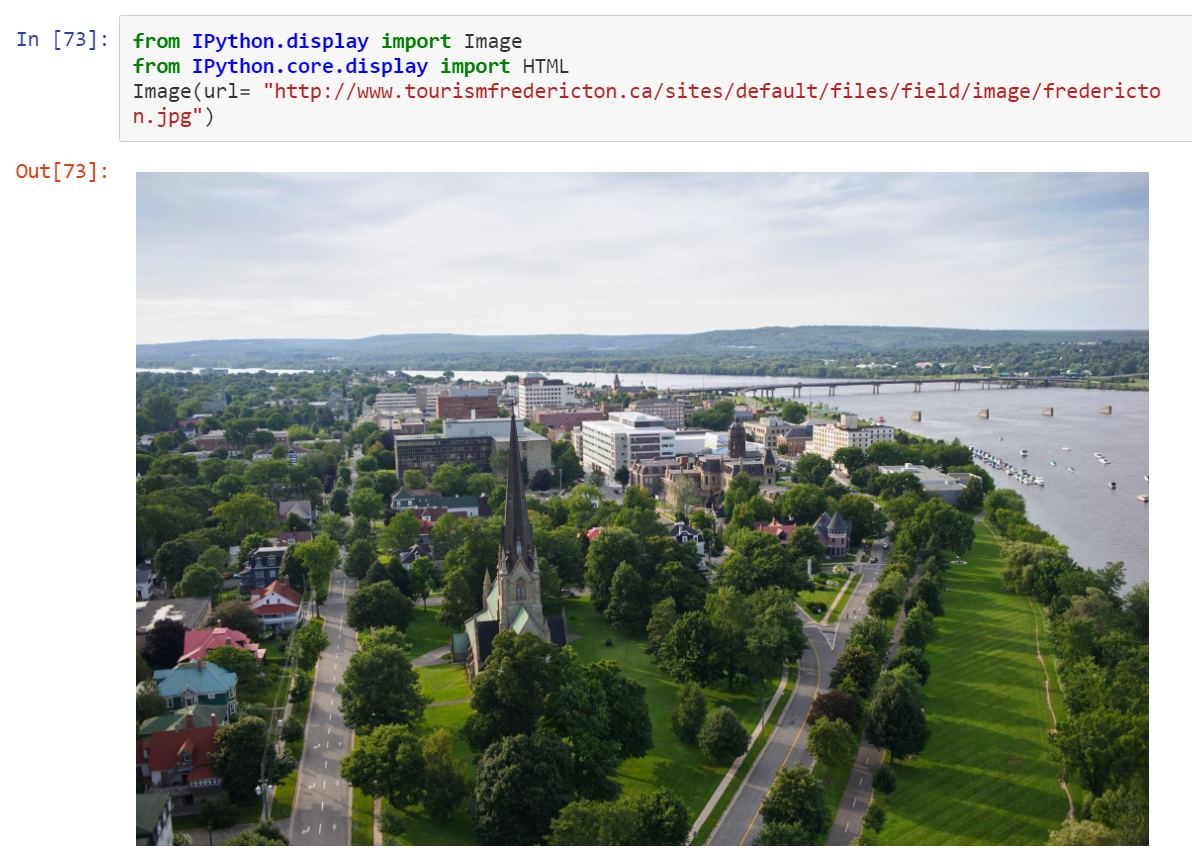 In [73]: from IPython.display import Image
from IPython.core.display import HTML
Image(url= "http://www.tourismfredericton.ca/sites/default/files/field/image/fredericto
n.jpg")
Out[73]: